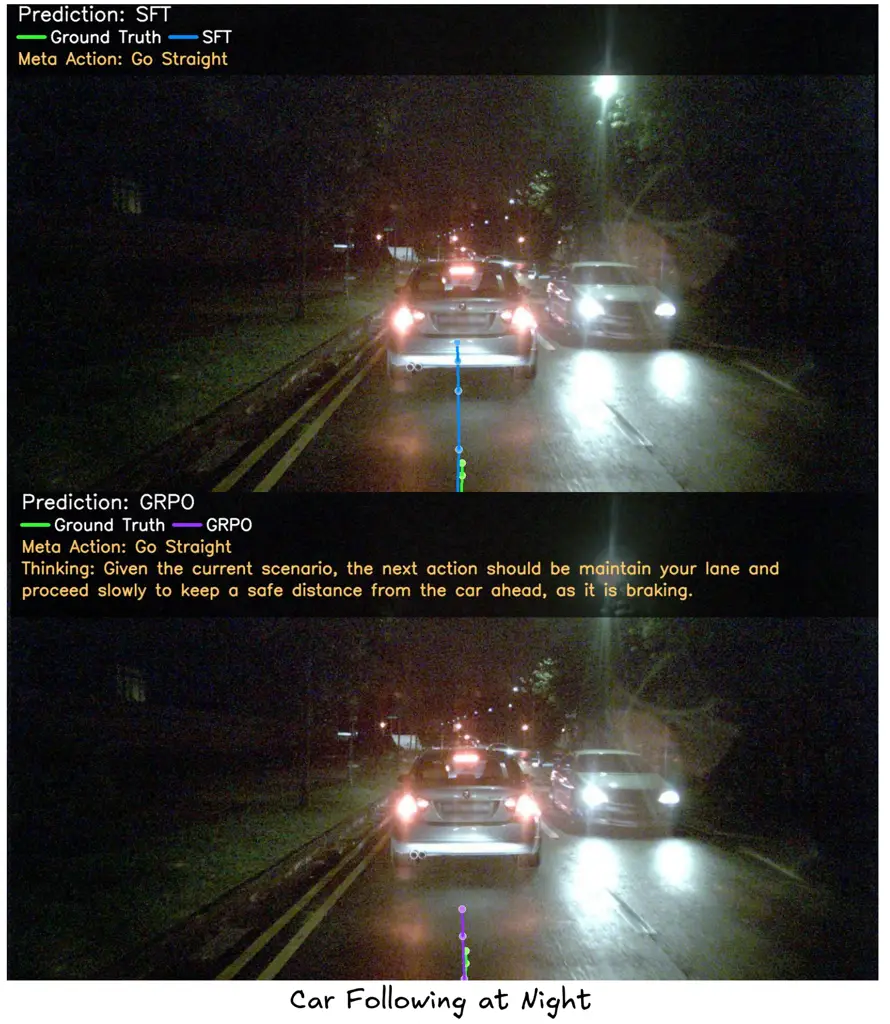 Prediction: SFT
Ground Truth SFT
Meta Action: Go Straight
Prediction: GRPO
Ground Truth GRPO
Meta Action: Go Straight
Thinking: Given the current scenario, the next action should be maintain your lane and
proceed slowly to keep a safe distance from the car ahead, as it is braking.
Car Following at Night